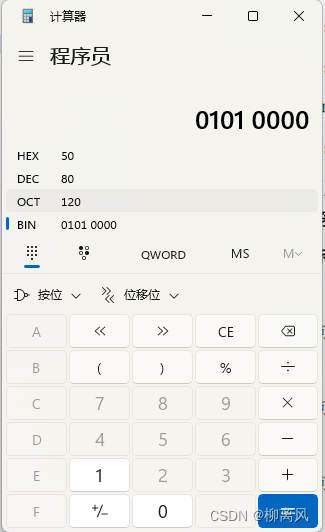 计算器
程序员
0101 0000
HEX 50
DEC 80
OCT 120
BIN 0101 0000
QWORD MS M
按位 位移位
A CE
B ( ) %
C 7 8 9 ×
D 4 5 6 −
E 1 2 3 +
F +/− 0 . =
CSDN @柳离风